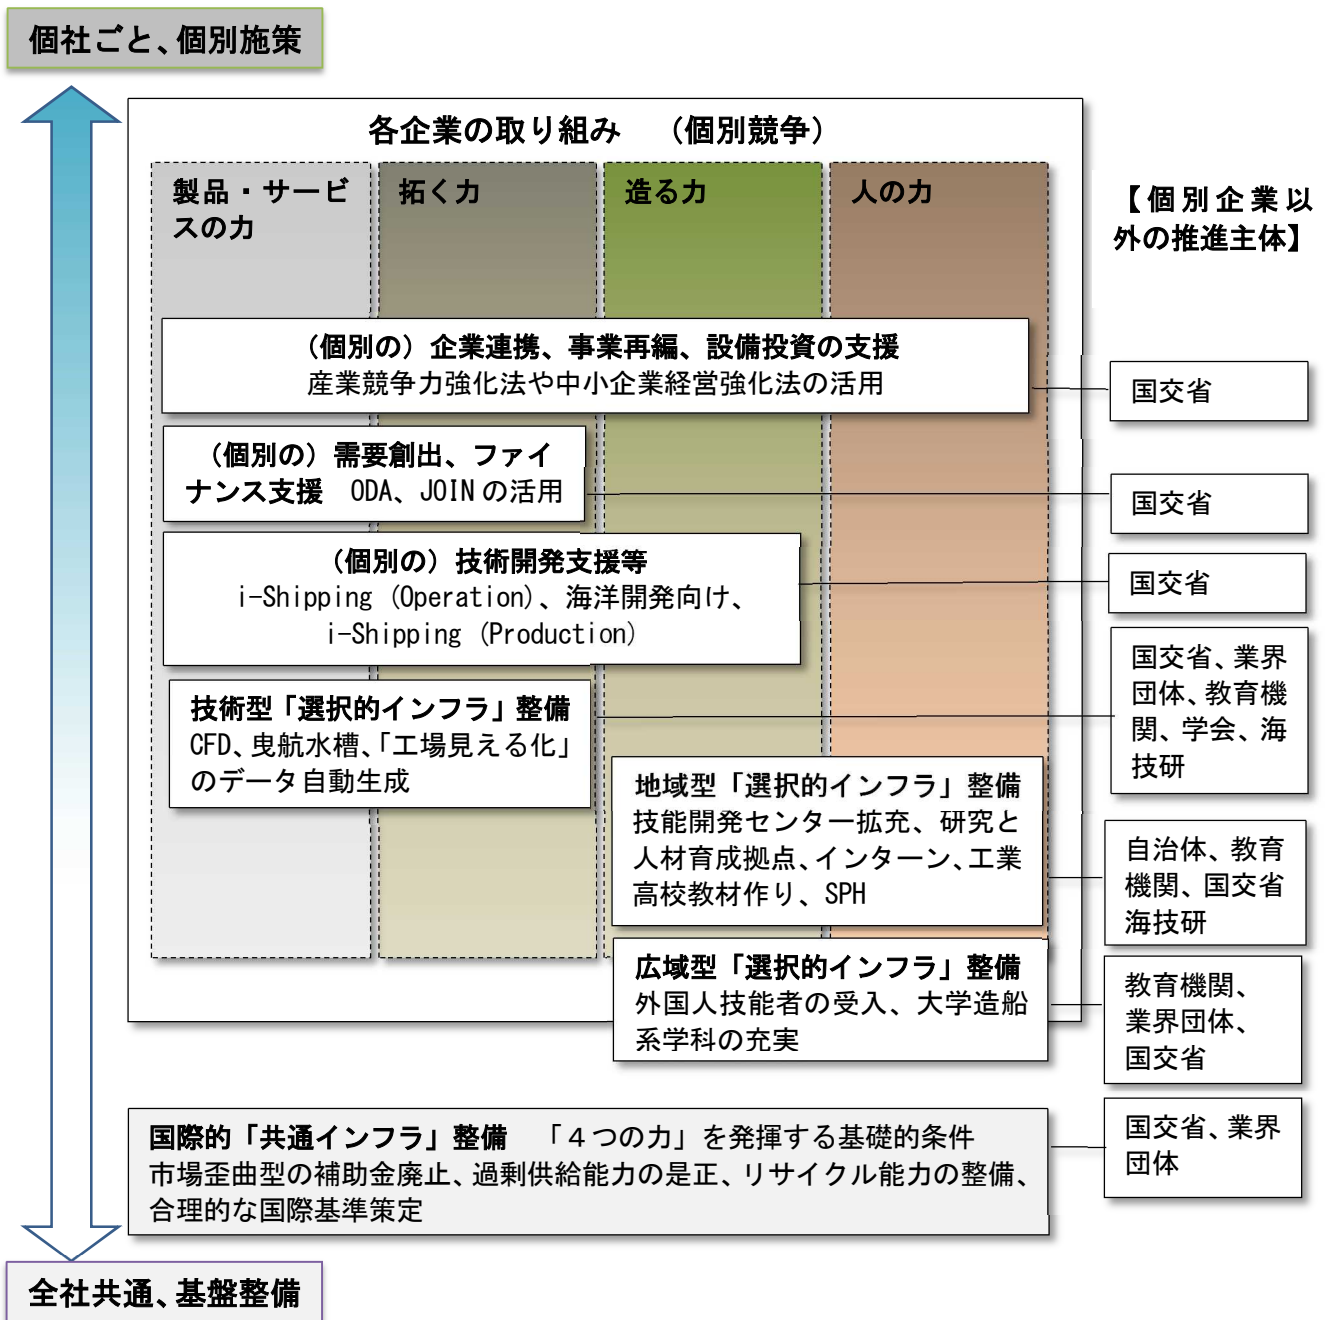 個社ごと、個別施策
各企業の取り組み　（個別競争）
製品・サービ
スの力
拓く力
造る力
人の力
【個別企業以
外の推進主体】
（個別の）企業連携、事業再編、設備投資の支援
産業競争力強化法や中小企業経営強化法の活用
国交省
（個別の）需要創出、ファイ
ナンス支援　ODA、JOINの活用
国交省
（個別の）技術開発支援等
i-Shipping (Operation)、海洋開発向け、
i-Shipping (Production)
国交省
技術型「選択的インフラ」整備
CFD、曳航水槽、「工場見える化」
のデータ自動生成
国交省、業界
団体、教育機
関、学会、海
技研
地域型「選択的インフラ」整備
技能開発センター拡充、研究と
人材育成拠点、インターン、工業
高校教材作り、SPH
自治体、教育
機関、国交省
海技研
広域型「選択的インフラ」整備
外国人技能者の受入、大学造船
系学科の充実
教育機関、
業界団体、
国交省
国際的「共通インフラ」整備　「４つの力」を発揮する基礎的条件
市場歪曲型の補助金廃止、過剰供給能力の是正、リサイクル能力の整備、
合理的な国際基準策定
国交省、業界
団体
全社共通、基盤整備